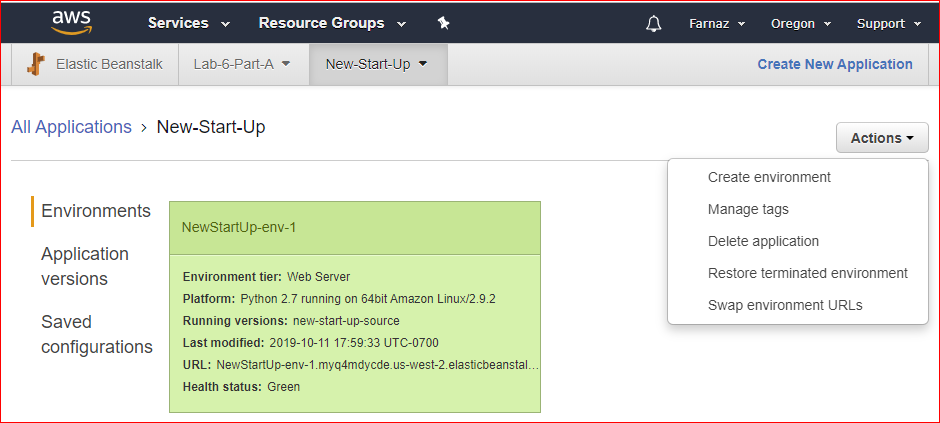 aws Services Resource Groups Farnaz Oregon Support
Elastic Beanstalk Lab-6-Part-A New-Start-Up Create New Application
All Applications › New-Start-Up
Actions
Create environment
Manage tags
Delete application
Restore terminated environment
Swap environment URLs
Environments
Application
versions
Saved
configurations
NewStartUp-env-1
Environment tier: Web Server
Platform: Python 2.7 running on 64bit Amazon Linux/2.9.2
Running versions: new-start-up-source
Last modified: 2019-10-11 17:59:33 UTC-0700
URL: NewStartUp-env-1.myq4mdycde.us-west-2.elasticbeanstal...
Health status: Green